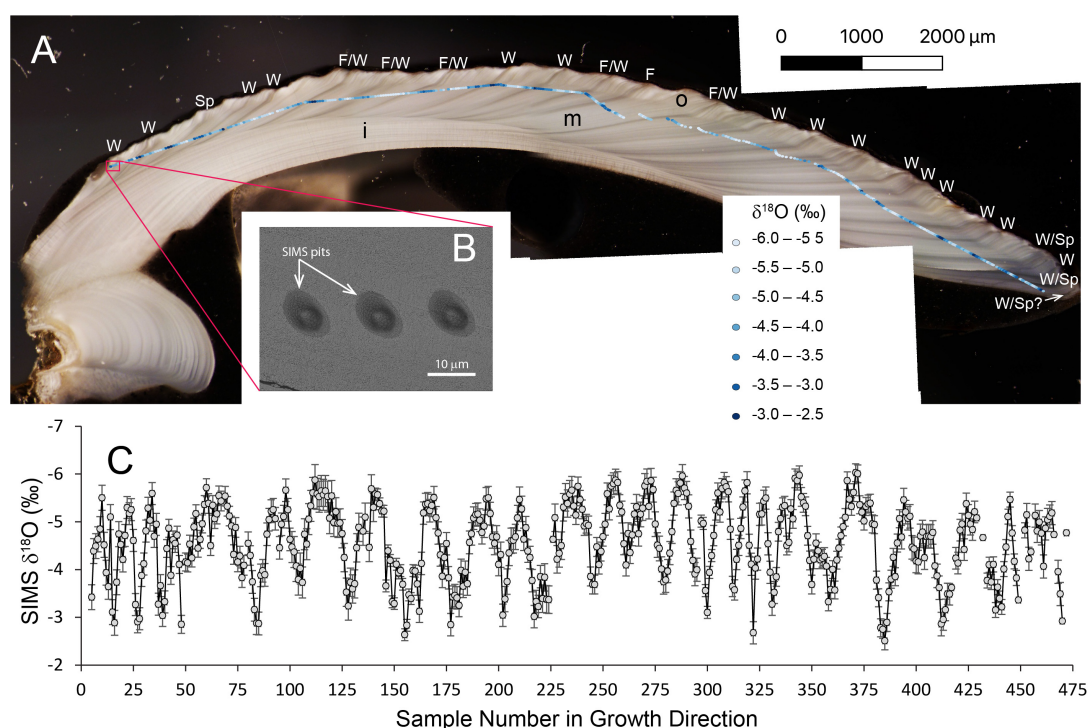 A
0 1000 2000 µm
F/W F/W F/W W W F/W F F/W
W W
Sp
W
W
W
W
W
W
W
W
W
W
W/Sp
W
W/Sp
W/Sp?
i
m
o
B
SIMS pits
10 µm
δ18O (‰)
-6.0 – -5 5
-5.5 – -5.0
-5.0 – -4.5
-4.5 – -4.0
-4.0 – -3.5
-3.5 – -3.0
-3.0 – -2.5
C
-7
-6
-5
-4
-3
-2
SIMS δ18O (‰)
0 25 50 75 100 125 150 175 200 225 250 275 300 325 350 375 400 425 450 475
Sample Number in Growth Direction